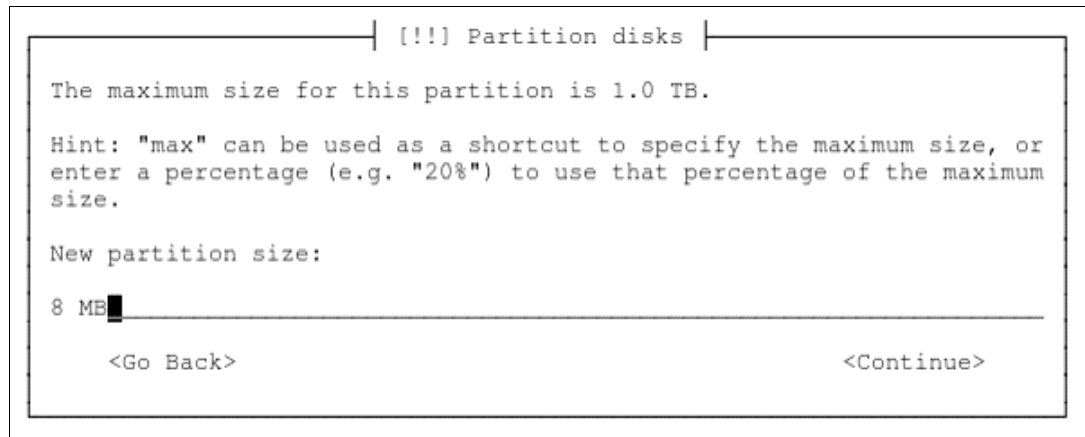 [!!] Partition disks
The maximum size for this partition is 1.0 TB.
Hint: "max" can be used as a shortcut to specify the maximum size, or
enter a percentage (e.g. "20%") to use that percentage of the maximum
size.
New partition size:
8 MB
<Go Back> <Continue>